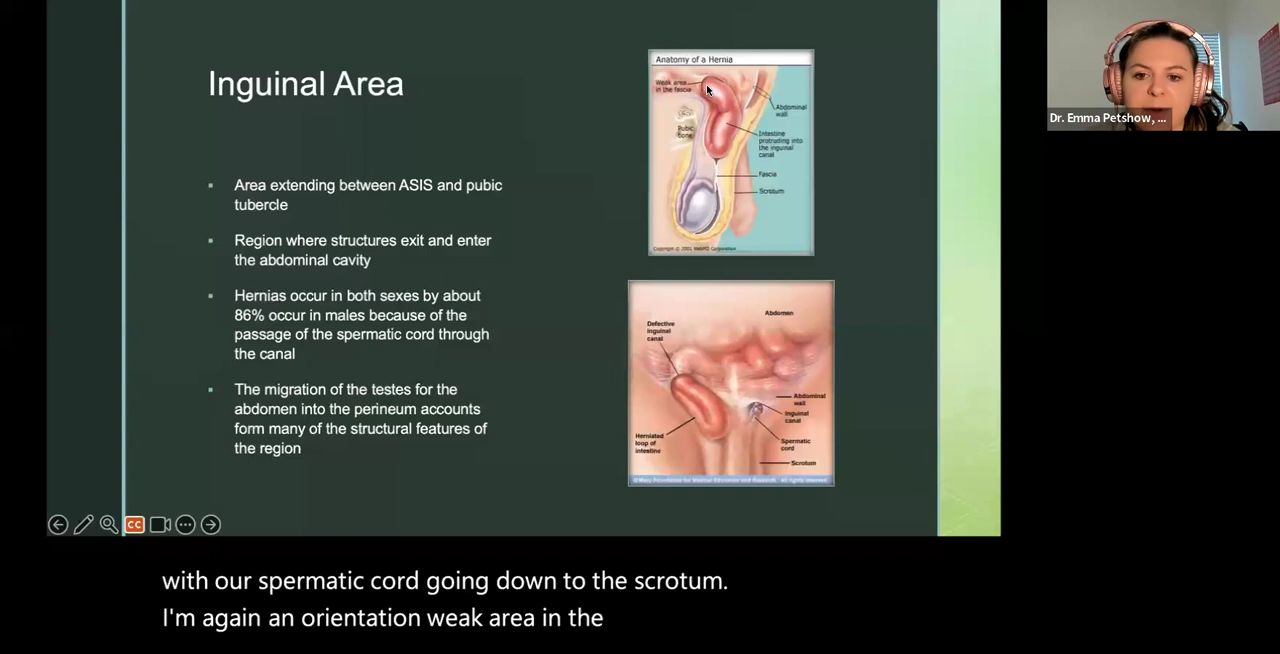 Inguinal Area
Area extending between ASIS and pubic
tubercle
Region where structures exit and enter
the abdominal cavity
Hernias occur in both sexes by about
86% occur in males because of the
passage of the spermatic cord through
the canal
The migration of the testes for the
abdomen into the perineum accounts
form many of the structural features of
the region
Anatomy of a Hernia
Weak area
in the fascia
Abdominal
wall
Pubic
bone
Intestine
protruding into
the inguinal
canal
Fascia
Scrotum
Abdomen
Defective
inguinal
canal
Abdominal
wall
Inguinal
canal
Herniated
loop of
intestine
Spermatic
cord
Scrotum
CC
Dr. Emma Petshow, ...
with our spermatic cord going down to the scrotum.
I'm again an orientation weak area in the